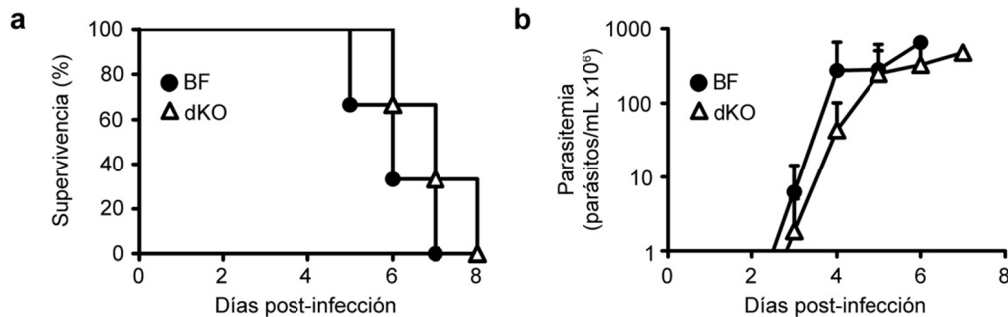 a
100
80
60
40
20
0
Supervivencia (%)
BF
dKO
0 2 4 6 8
Días post-infección
b
1000
100
10
1
Parasitemia
(parásitos/mL x10⁶)
BF
dKO
0 2 4 6 8
Días post-infección